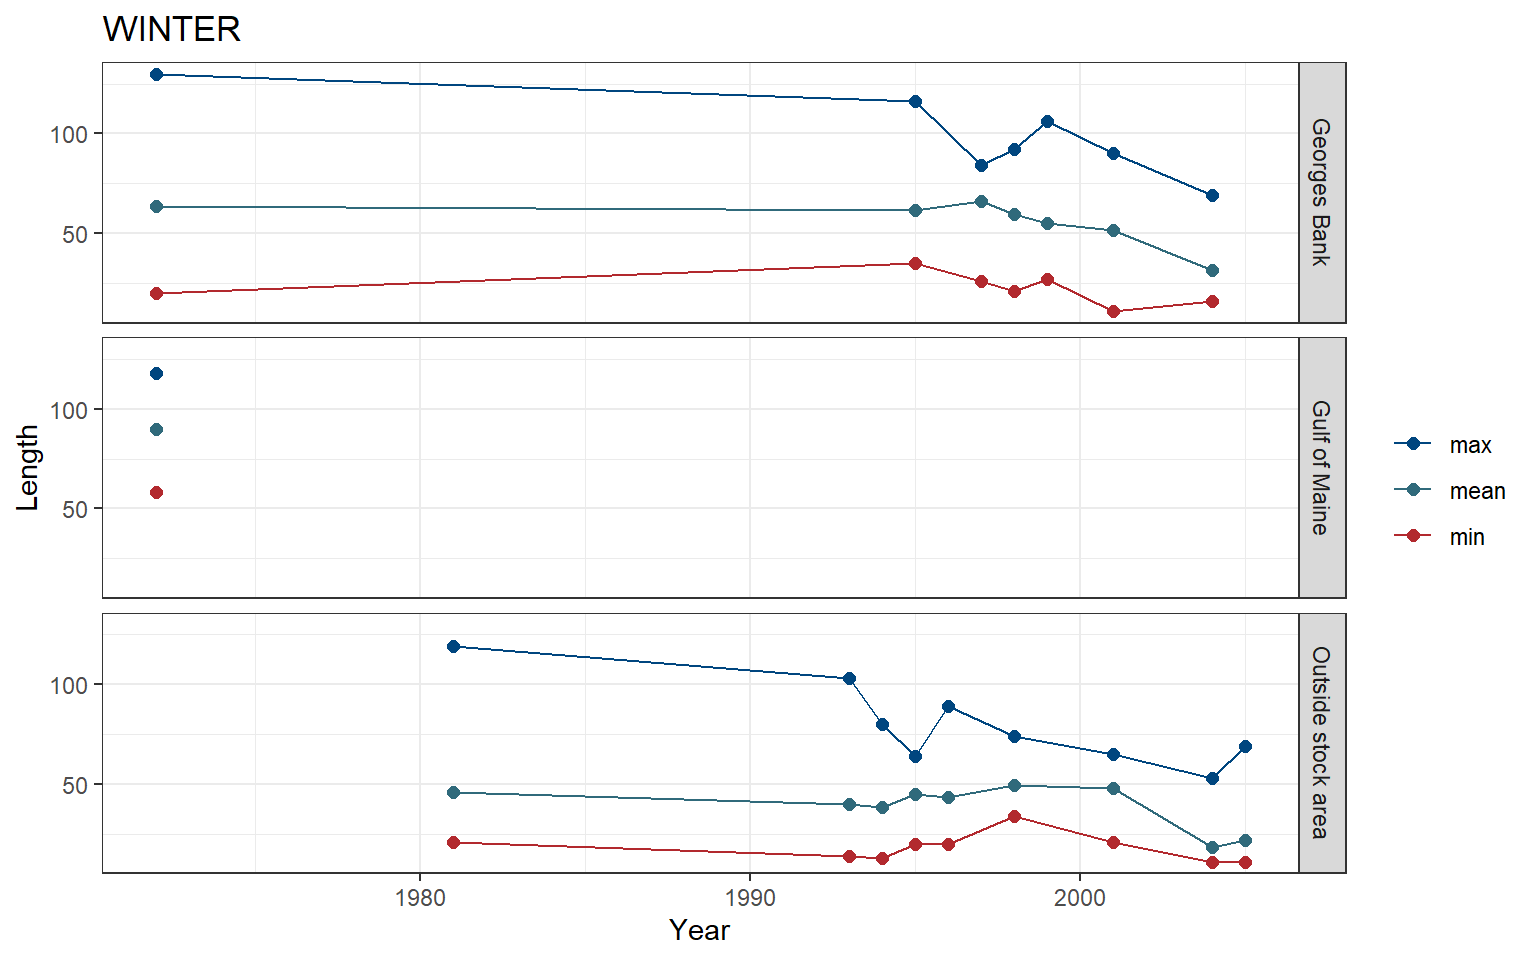 WINTER
100
50
Georges Bank
100
50
Gulf of Maine
100
50
Outside stock area
Length
1980
1990
2000
Year
max
mean
min